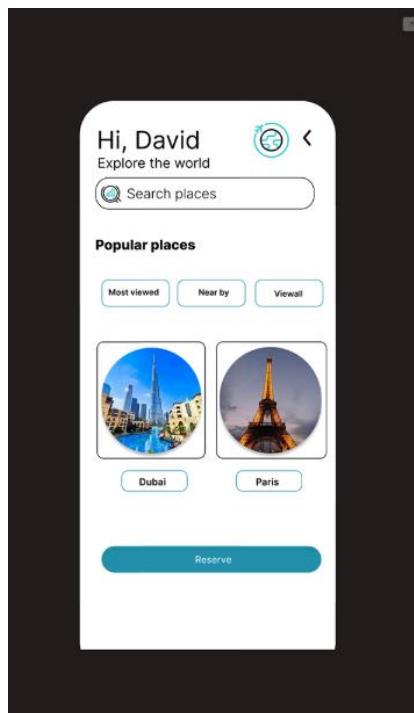 Hi, David
Explore the world
Search places
Popular places
Most viewed
Near by
Viewall
Dubai
Paris
Reserve